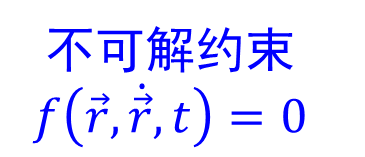 不可解约束
f(r⃗, ṙ⃗, t) = 0